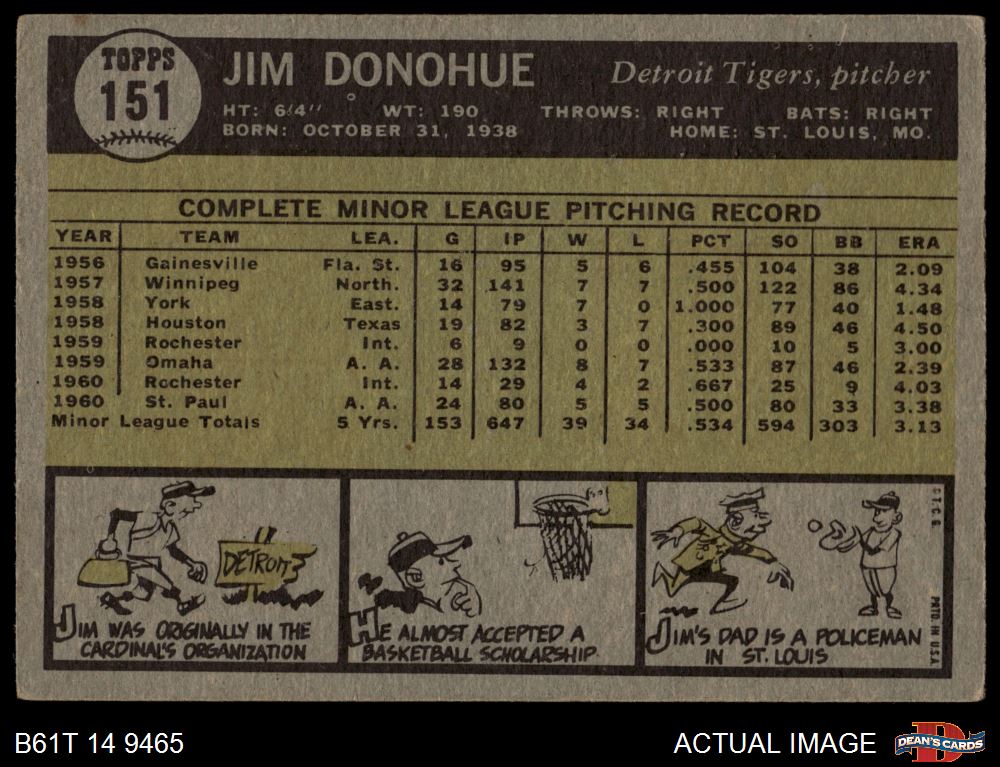 TOPPS
151
JIM DONOHUE Detroit Tigers, pitcher
HT: 6'4'' WT: 190 THROWS: RIGHT BATS: RIGHT
BORN: OCTOBER 31, 1938 HOME: ST. LOUIS, MO.
COMPLETE MINOR LEAGUE PITCHING RECORD
YEAR TEAM LEA. G IP W L PCT SO BB ERA
1956 Gainesville Fla. St. 16 95 5 6 .455 104 38 2.09
1957 Winnipeg North. 32 141 7 7 .500 122 86 4.34
1958 York East. 14 79 7 0 1.000 77 40 1.48
1958 Houston Texas 19 82 3 7 .300 89 46 4.50
1959 Rochester Int. 6 9 0 0 .000 10 5 3.00
1959 Omaha A. A. 28 132 8 7 .533 87 46 2.39
1960 Rochester Int. 14 29 4 2 .667 25 9 4.03
1960 St. Paul A. A. 24 80 5 5 .500 80 33 3.38
Minor League Totals 5 Yrs. 153 647 39 34 .534 594 303 3.13
DETROIT
JIM WAS ORIGINALLY IN THE
CARDINAL'S ORGANIZATION
HE ALMOST ACCEPTED A
BASKETBALL SCHOLARSHIP.
JIM'S DAD IS A POLICEMAN
IN ST. LOUIS
© T. C. G. PRTD. IN U.S.A.
B61T 14 9465
ACTUAL IMAGE
D
DEAN'S CARDS